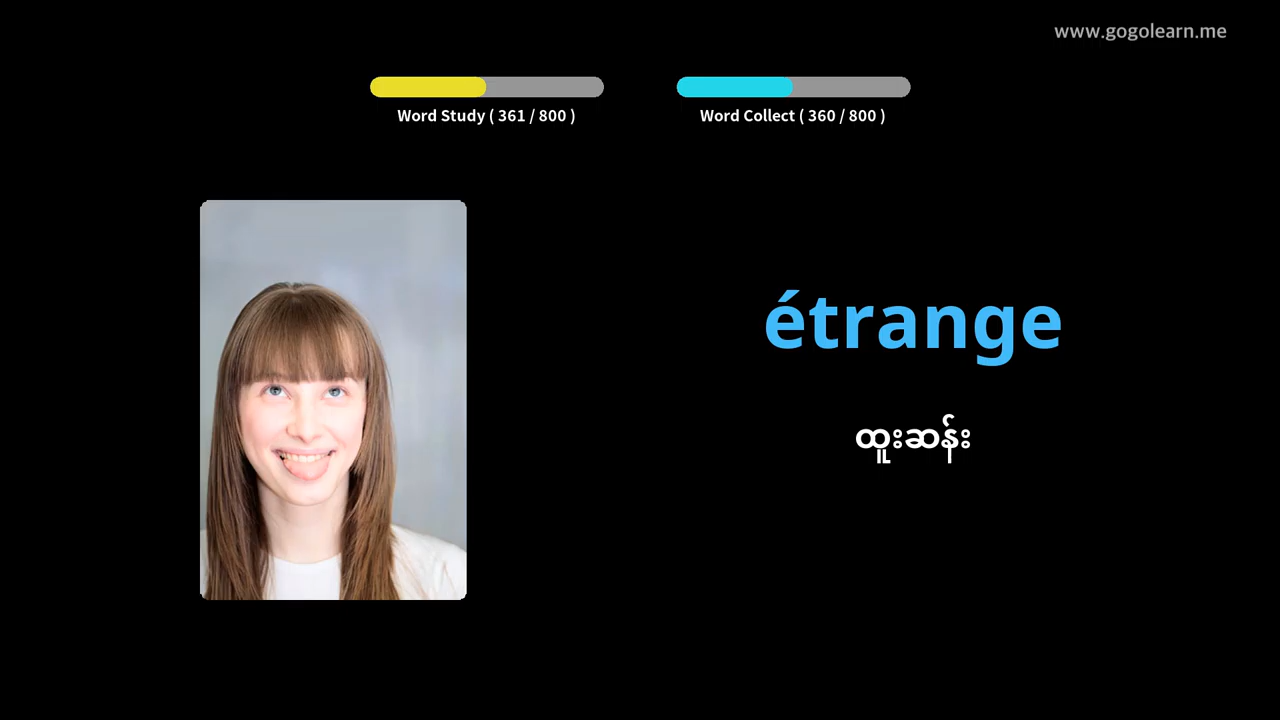 www.gogolearn.me
Word Study ( 361 / 800 )
Word Collect ( 360 / 800 )
étrange
ထူးဆန်း